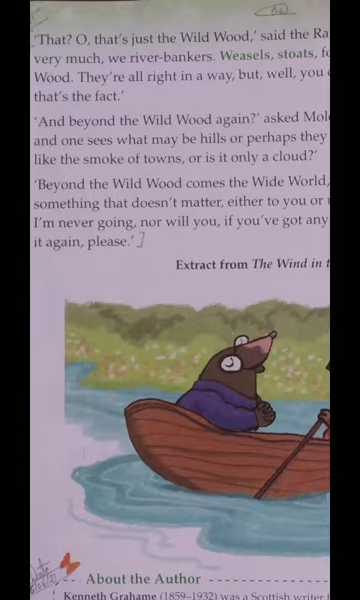 'That? O, that's just the Wild Wood,' said the Ra
very much, we river-bankers. Weasels, stoats, fo
Wood. They're all right in a way, but, well, you
that's the fact.'
'And beyond the Wild Wood again?' asked Mol
and one sees what may be hills or perhaps they
like the smoke of towns, or is it only a cloud?'
'Beyond the Wild Wood comes the Wide World,
something that doesn't matter, either to you or
I'm never going, nor will you, if you've got any
it again, please.'
Extract from The Wind in t
About the Author
Kenneth Grahame (1859–1932) was a Scottish writer